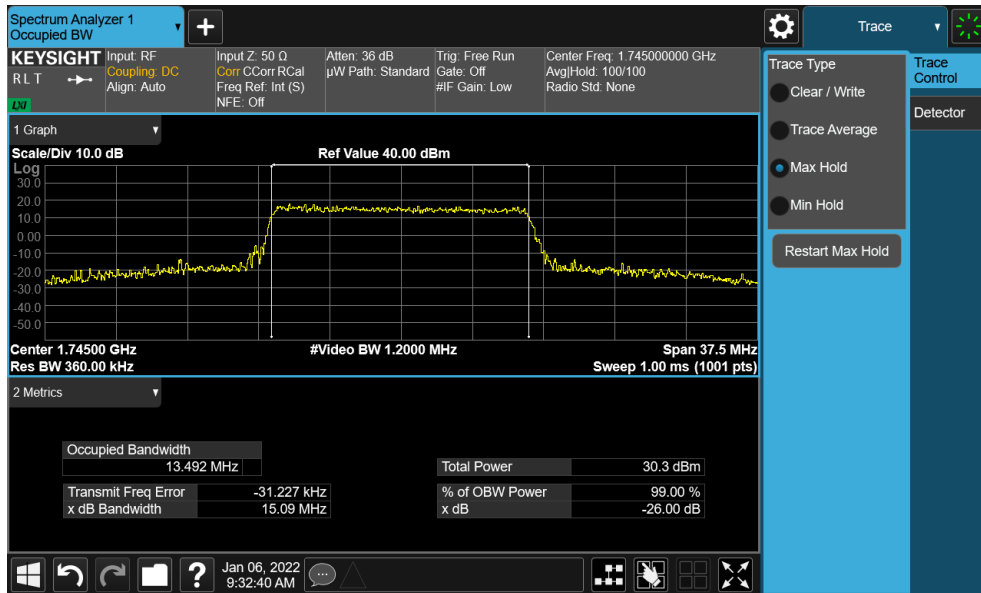 Spectrum Analyzer 1
Occupied BW
+
Trace
KEYSIGHT
R L T
LXI
Input: RF
Coupling: DC
Align: Auto
Input Z: 50 Ω
Corr CCorr RCal
Freq Ref: Int (S)
NFE: Off
Atten: 36 dB
µW Path: Standard
Trig: Free Run
Gate: Off
#IF Gain: Low
Center Freq: 1.745000000 GHz
Avg|Hold: 100/100
Radio Std: None
Trace Type
Clear / Write
Trace Average
Max Hold
Min Hold
Restart Max Hold
Trace
Control
Detector
1 Graph
Scale/Div 10.0 dB
Ref Value 40.00 dBm
Log
30.0
20.0
10.0
0.00
-10.0
-20.0
-30.0
-40.0
-50.0
Center 1.74500 GHz
#Video BW 1.2000 MHz
Span 37.5 MHz
Res BW 360.00 kHz
Sweep 1.00 ms (1001 pts)
2 Metrics
Occupied Bandwidth
13.492 MHz
Total Power 30.3 dBm
Transmit Freq Error -31.227 kHz
% of OBW Power 99.00 %
x dB Bandwidth 15.09 MHz
x dB -26.00 dB
?
Jan 06, 2022
9:32:40 AM